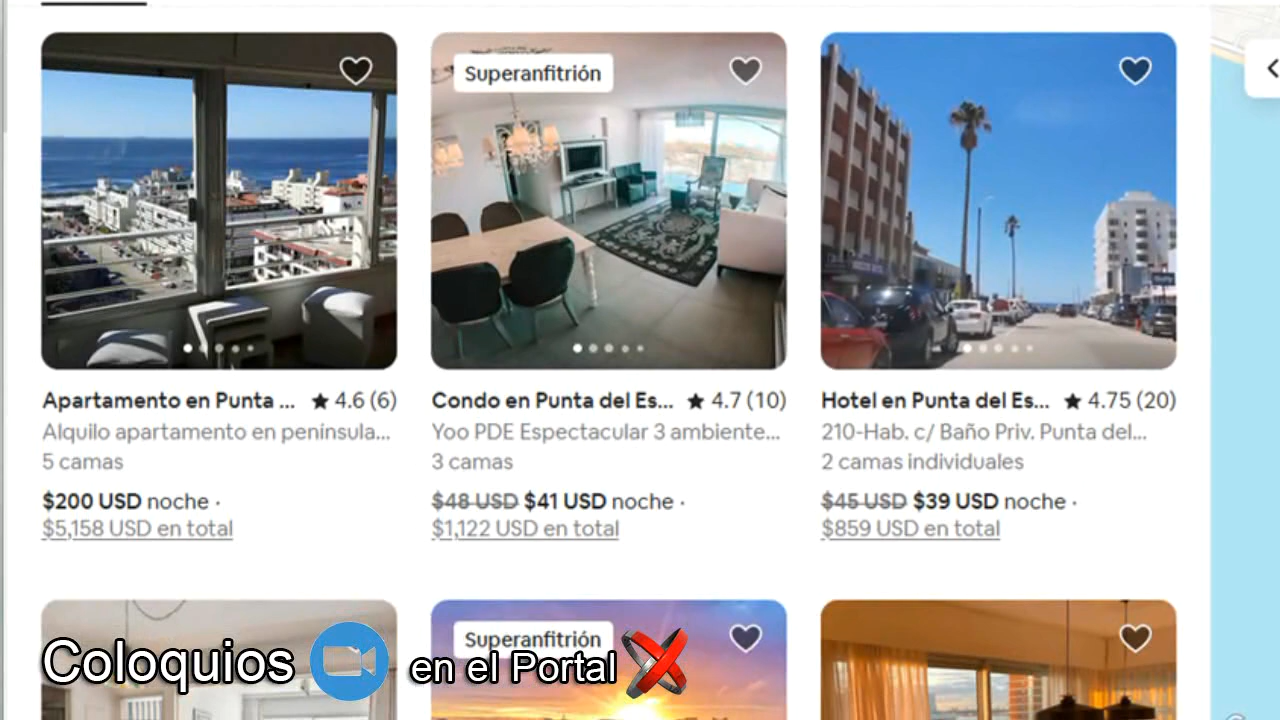 Superanfitrión
Apartamento en Punta ... ★ 4.6 (6)
Alquilo apartamento en península...
5 camas
$200 USD noche ·
$5,158 USD en total
Condo en Punta del Es... ★ 4.7 (10)
Yoo PDE Espectacular 3 ambiente...
3 camas
$48 USD $41 USD noche ·
$1,122 USD en total
Hotel en Punta del Es... ★ 4.75 (20)
210-Hab. c/ Baño Priv. Punta del...
2 camas individuales
$45 USD $39 USD noche ·
$859 USD en total
Superanfitrión
Coloquios en el Portal